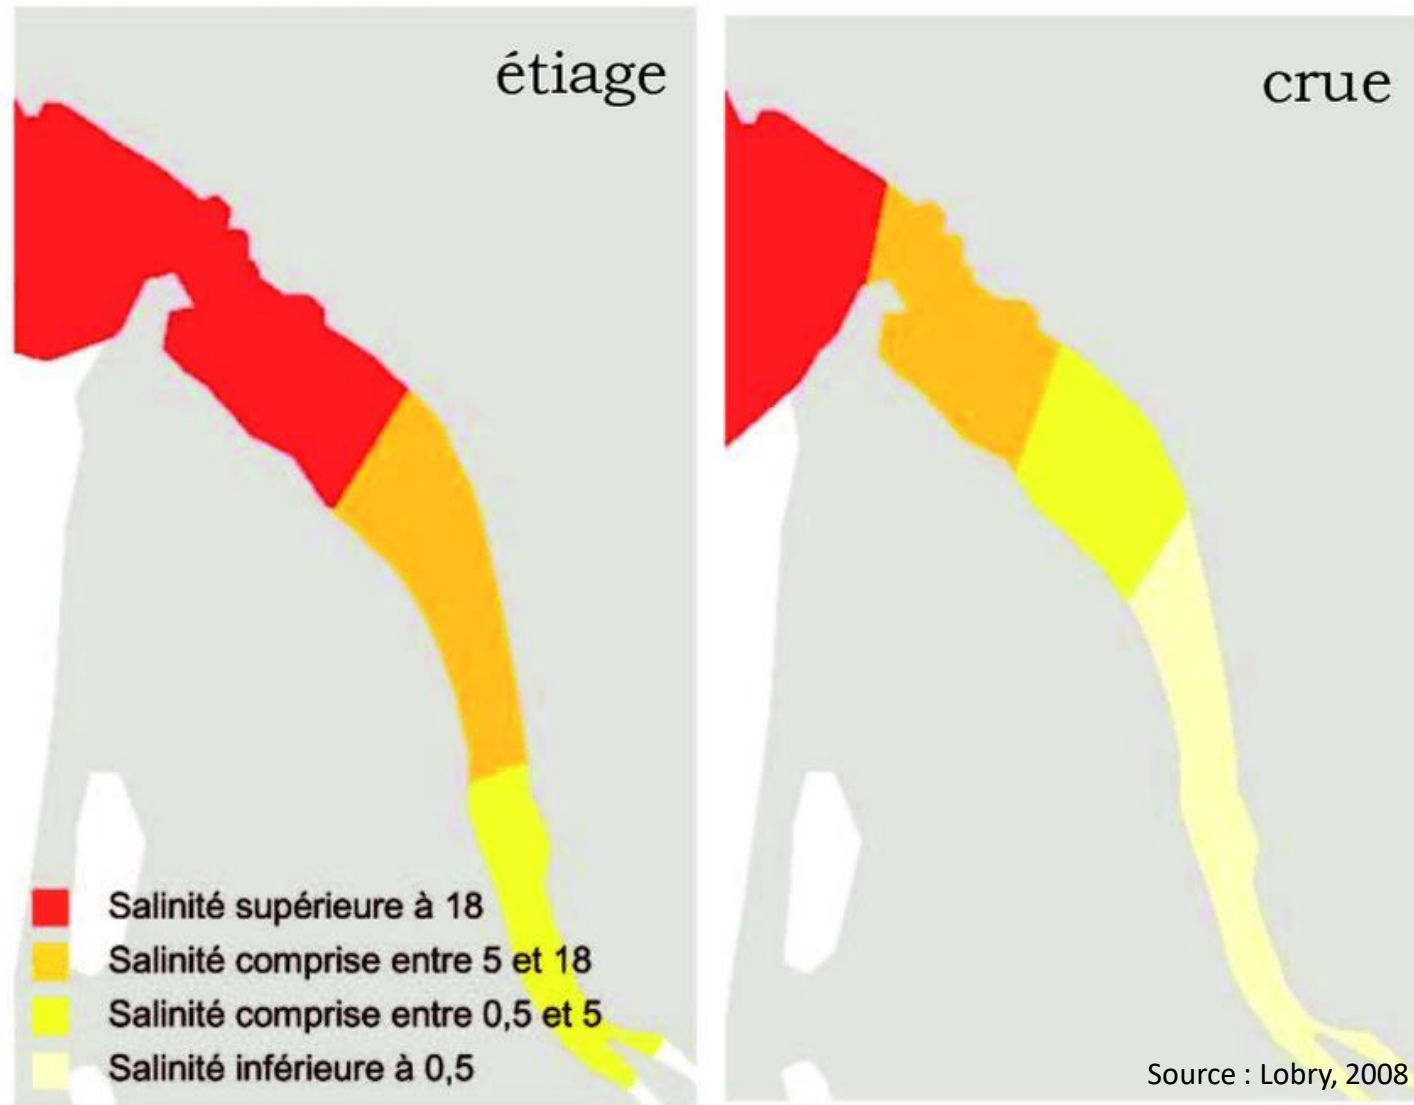 étiage
crue
Salinité supérieure à 18
Salinité comprise entre 5 et 18
Salinité comprise entre 0,5 et 5
Salinité inférieure à 0,5
Source : Lobry, 2008